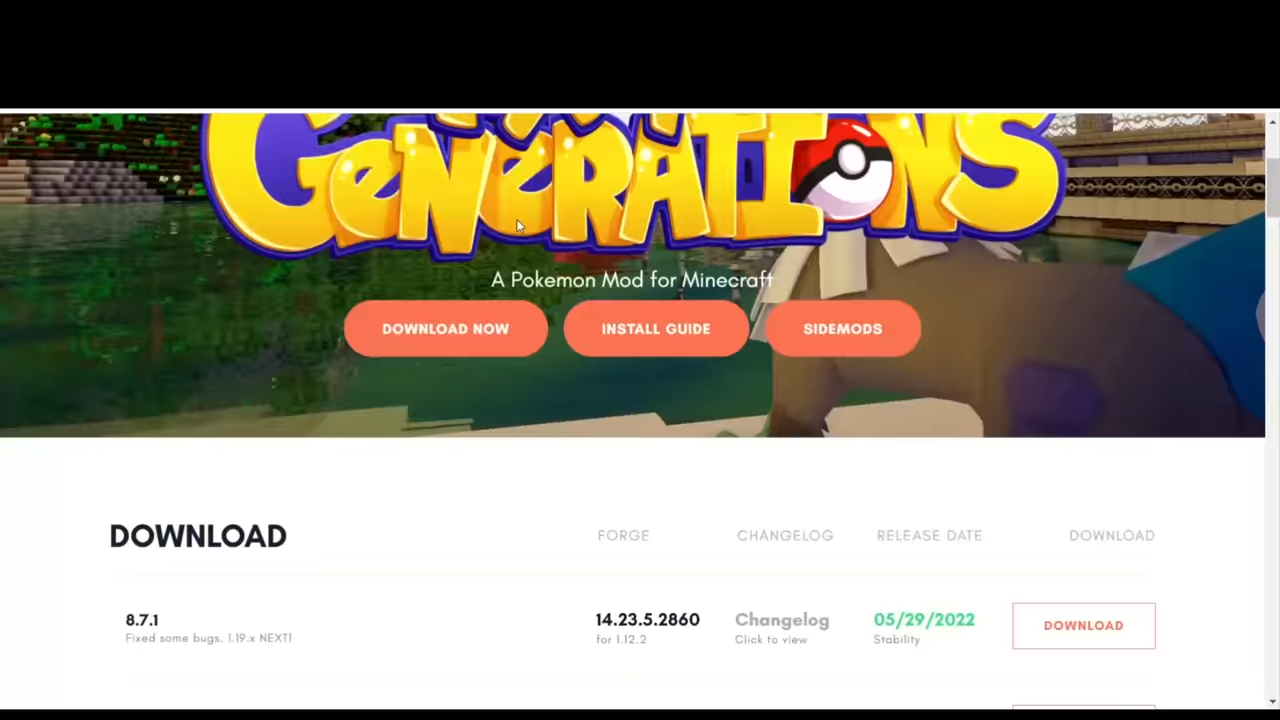 GENERATIONS
A Pokemon Mod for Minecraft
DOWNLOAD NOW
INSTALL GUIDE
SIDEMODS
DOWNLOAD
FORGE
CHANGELOG
RELEASE DATE
DOWNLOAD
8.7.1
Fixed some bugs. 1.19.x NEXT!
14.23.5.2860
for 1.12.2
Changelog
Click to view
05/29/2022
Stability
DOWNLOAD